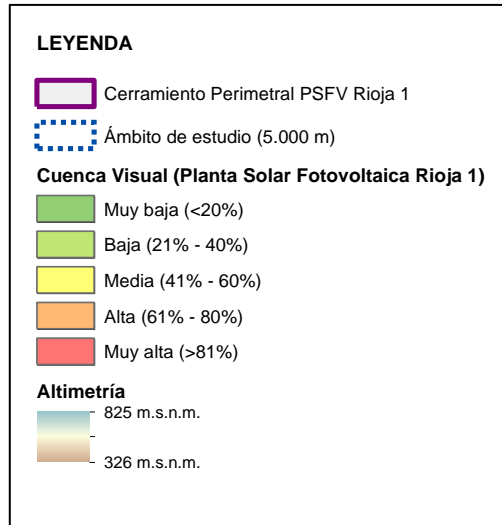 LEYENDA
Cerramiento Perimetral PSFV Rioja 1
Ámbito de estudio (5.000 m)
Cuenca Visual (Planta Solar Fotovoltaica Rioja 1)
Muy baja (<20%)
Baja (21% - 40%)
Media (41% - 60%)
Alta (61% - 80%)
Muy alta (>81%)
Altimetría
825 m.s.n.m.
326 m.s.n.m.